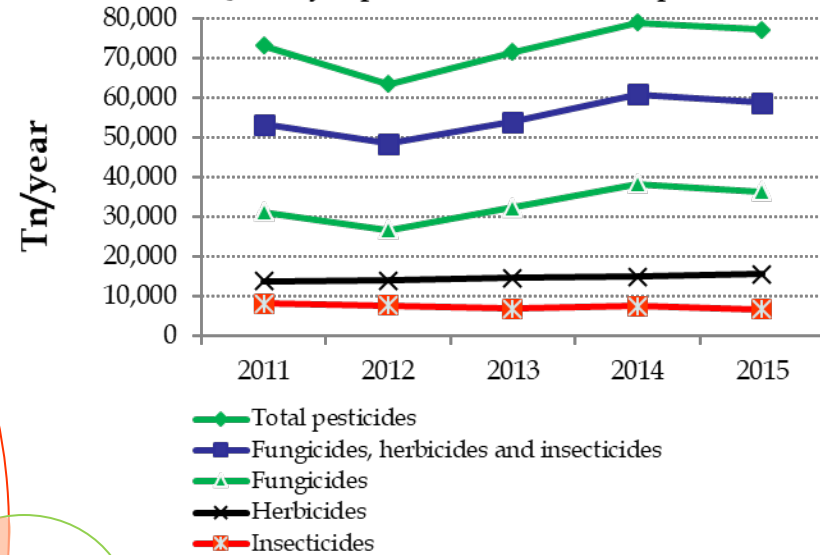 80,000
70,000
60,000
50,000
40,000
30,000
20,000
10,000
0
Tn/year
2011 2012 2013 2014 2015
Total pesticides
Fungicides, herbicides and insecticides
Fungicides
Herbicides
Insecticides